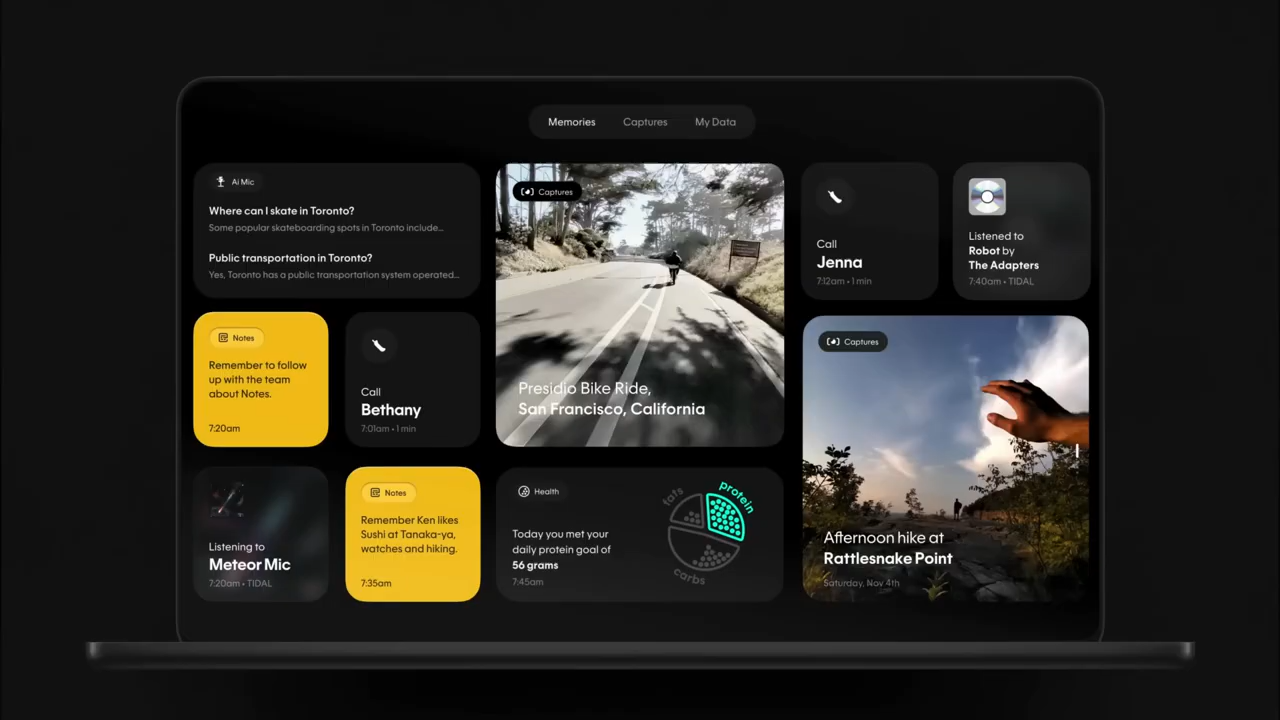 Memories
Captures
My Data
Ai Mic
Where can I skate in Toronto?
Some popular skateboarding spots in Toronto include...
Public transportation in Toronto?
Yes, Toronto has a public transportation system operated...
Notes
Remember to follow
up with the team
about Notes.
7:20am
Call
Bethany
7:01am • 1 min
Listening to
Meteor Mic
7:20am • TIDAL
Notes
Remember Ken likes
Sushi at Tanaka-ya,
watches and hiking.
7:35am
Captures
Presidio Bike Ride,
San Francisco, California
Health
Today you met your
daily protein goal of
56 grams
7:45am
fats
protein
carbs
Call
Jenna
7:12am • 1 min
Listened to
Robot by
The Adapters
7:40am • TIDAL
Captures
Afternoon hike at
Rattlesnake Point
Saturday, Nov 4th